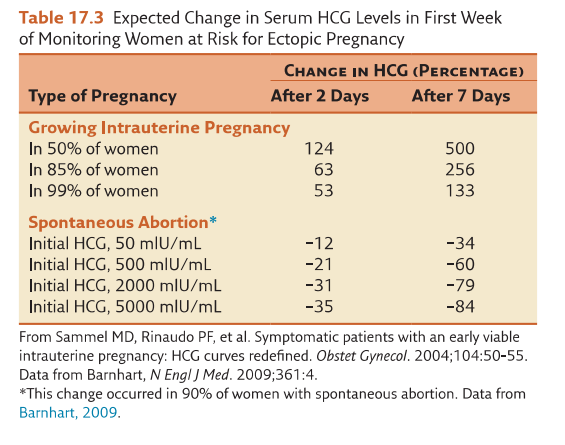 Table 17.3 Expected Change in Serum HCG Levels in First Week
of Monitoring Women at Risk for Ectopic Pregnancy
CHANGE IN HCG (PERCENTAGE)
Type of Pregnancy After 2 Days After 7 Days
Growing Intrauterine Pregnancy
In 50% of women 124 500
In 85% of women 63 256
In 99% of women 53 133
Spontaneous Abortion*
Initial HCG, 50 mIU/mL −12 −34
Initial HCG, 500 mIU/mL −21 −60
Initial HCG, 2000 mIU/mL −31 −79
Initial HCG, 5000 mIU/mL −35 −84
From Sammel MD, Rinaudo PF, et al. Symptomatic patients with an early viable
intrauterine pregnancy: HCG curves redefined. Obstet Gynecol. 2004;104:50-55.
Data from Barnhart, N Engl J Med. 2009;361:4.
*This change occurred in 90% of women with spontaneous abortion. Data from
Barnhart, 2009.